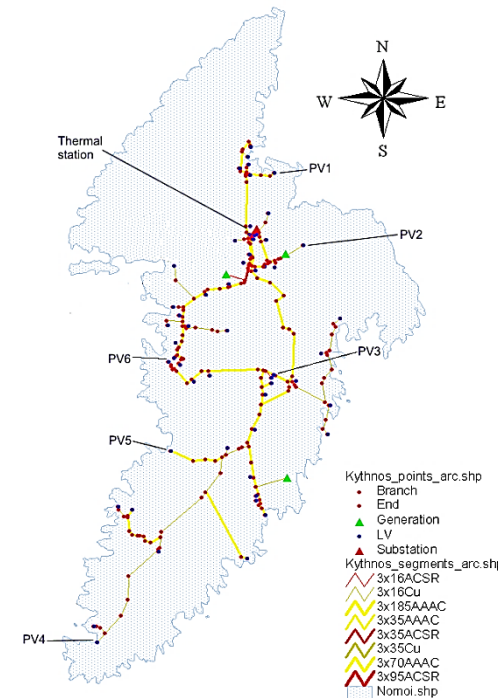 N
W
E
S
Thermal
station
PV1
PV2
PV3
PV6
PV5
PV4
Kythnos_points_arc.shp
Branch
End
Generation
LV
Substation
Kythnos_segments_arc.shp
3x16ACSR
3x16Cu
3x185AAAC
3x35AAAC
3x35ACSR
3x35Cu
3x70AAAC
3x95ACSR
Nomoi.shp